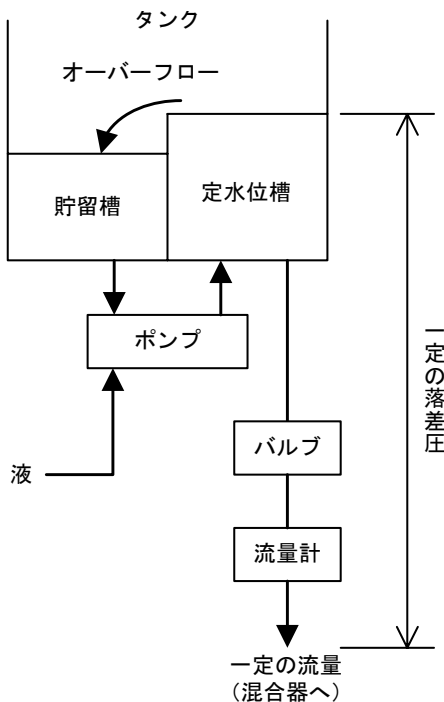 タンク
オーバーフロー
貯留槽
定水位槽
ポンプ
一定の落差圧
バルブ
液
流量計
一定の流量
(混合器へ)